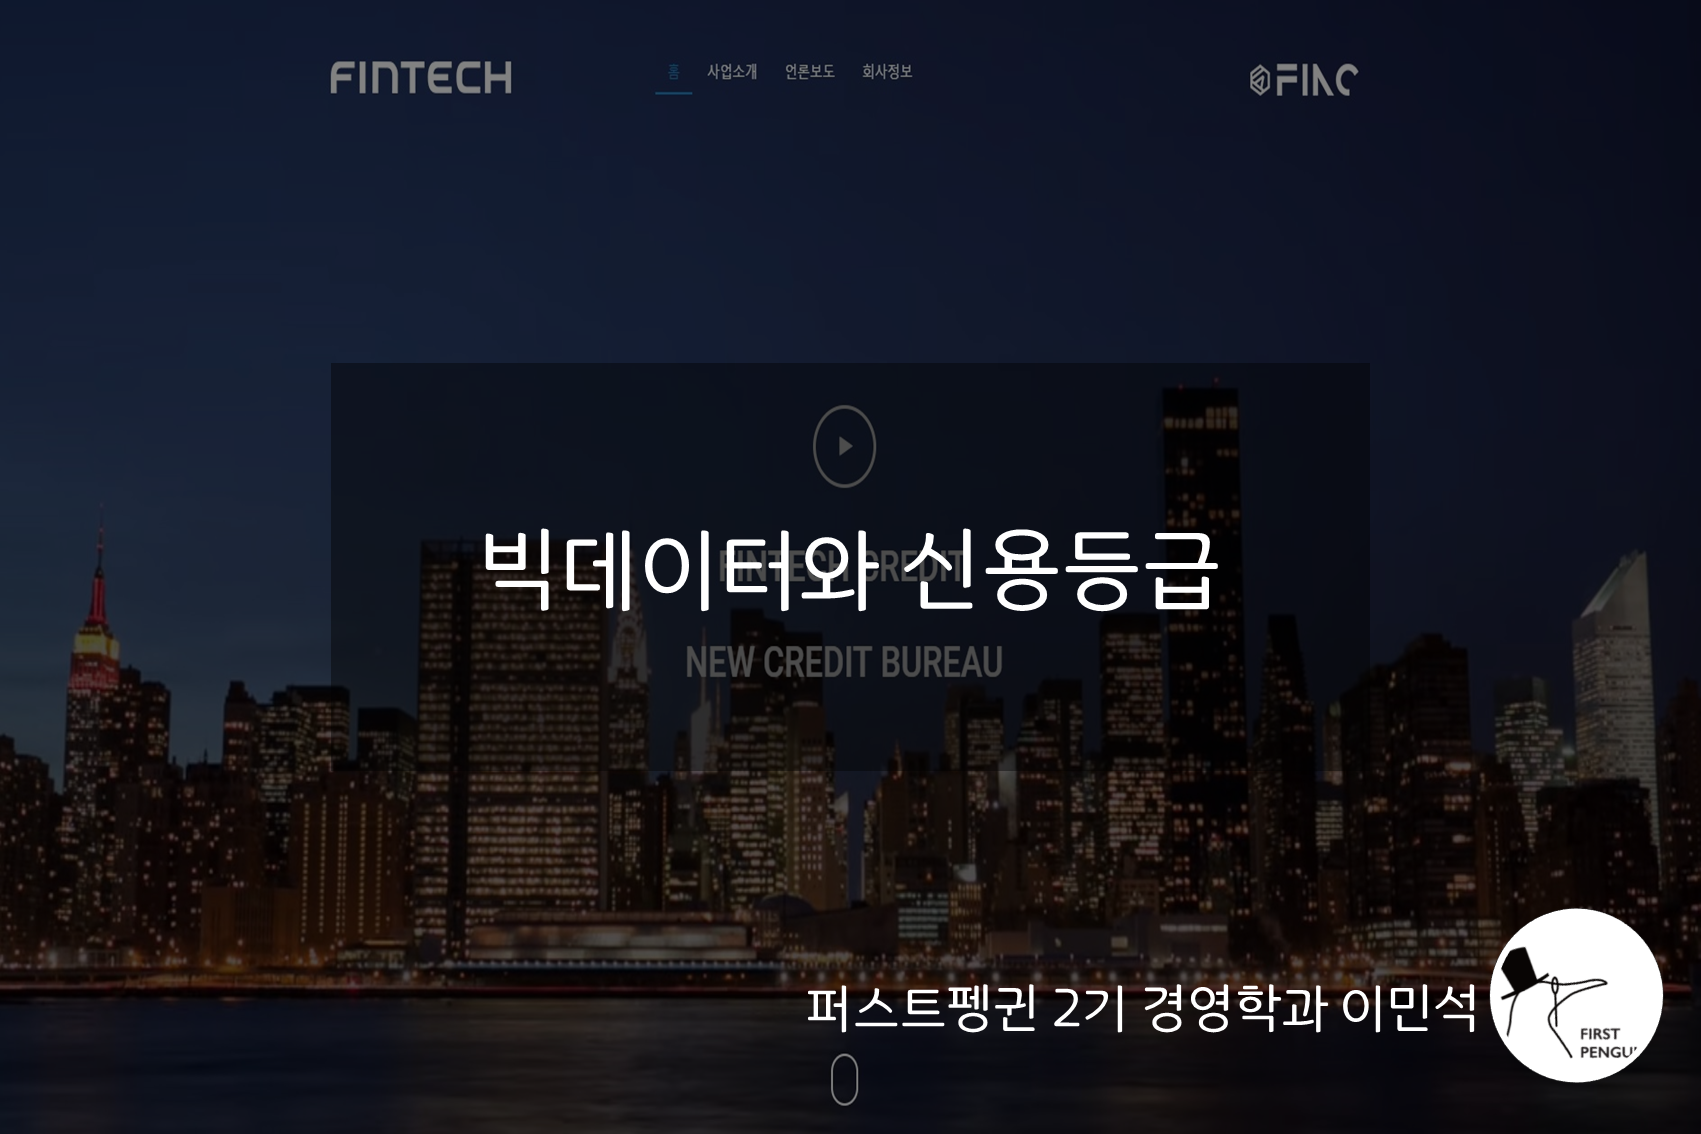 FINTECH
홈 사업소개 언론보도 회사정보
FINC
FINTECH CREDIT
빅데이터와 신용등급
NEW CREDIT BUREAU
퍼스트펭귄 2기 경영학과 이민석
FIRST
PENGU